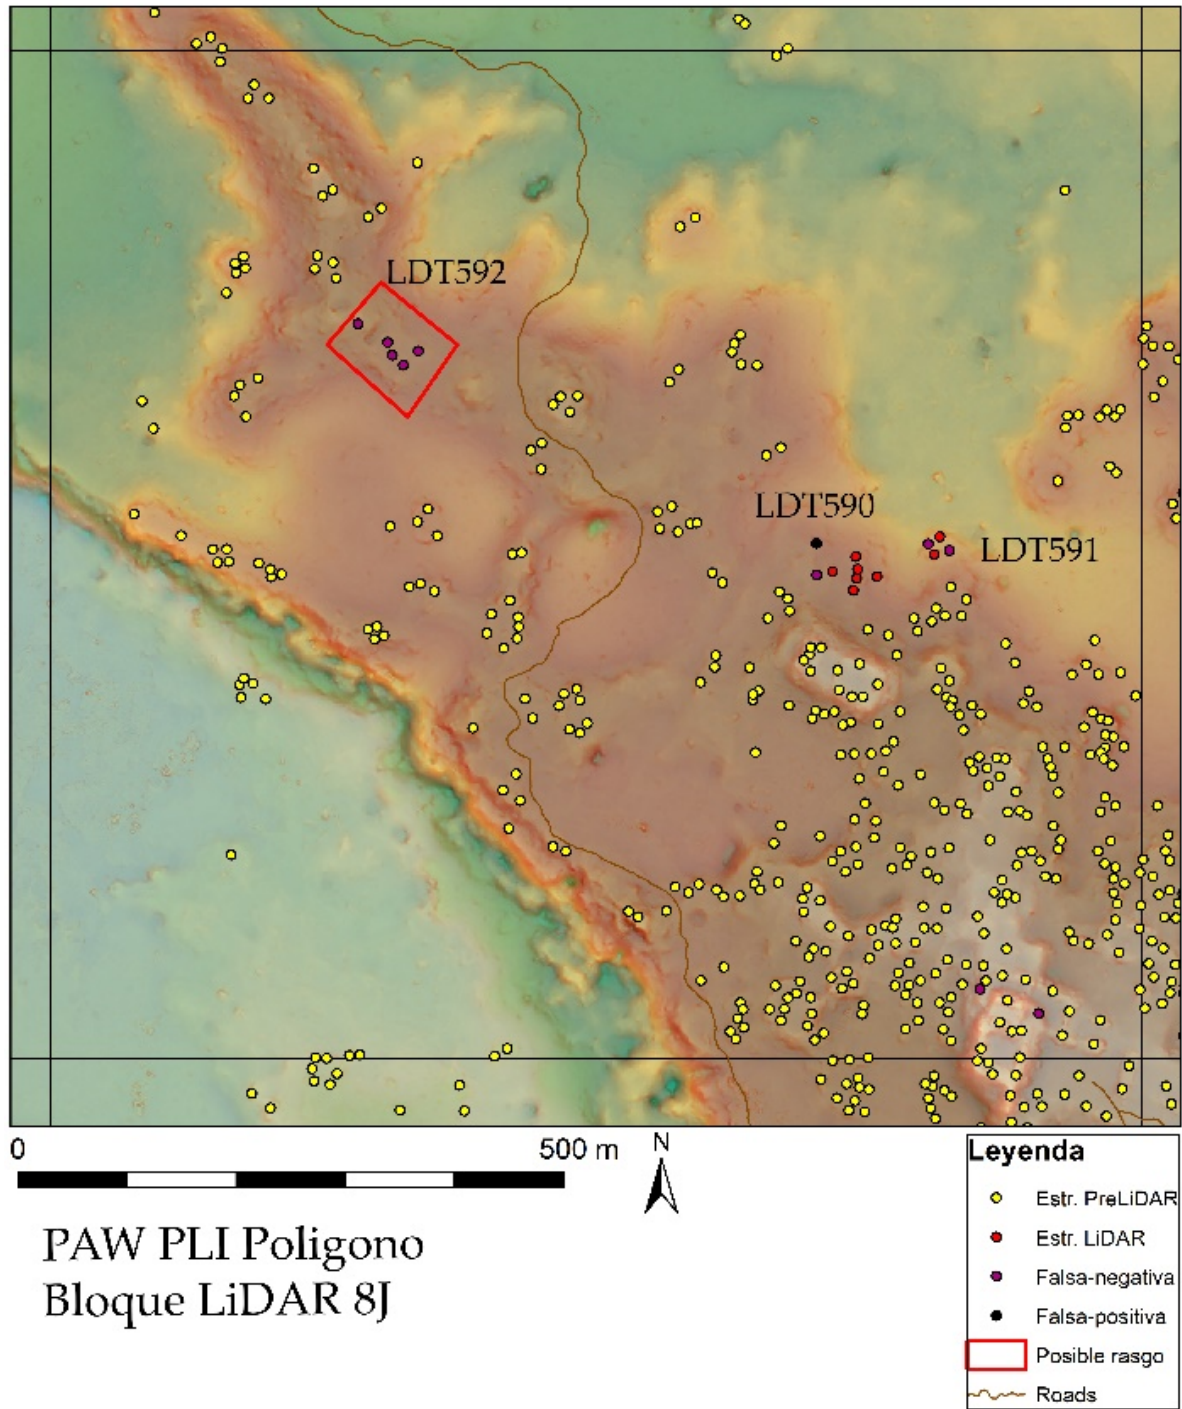 LDT592
LDT590
LDT591
0 500 m
N
PAW PLI Poligono
Bloque LiDAR 8J
Leyenda
Estr. PreLiDAR
Estr. LiDAR
Falsa-negativa
Falsa-positiva
Posible rasgo
Roads